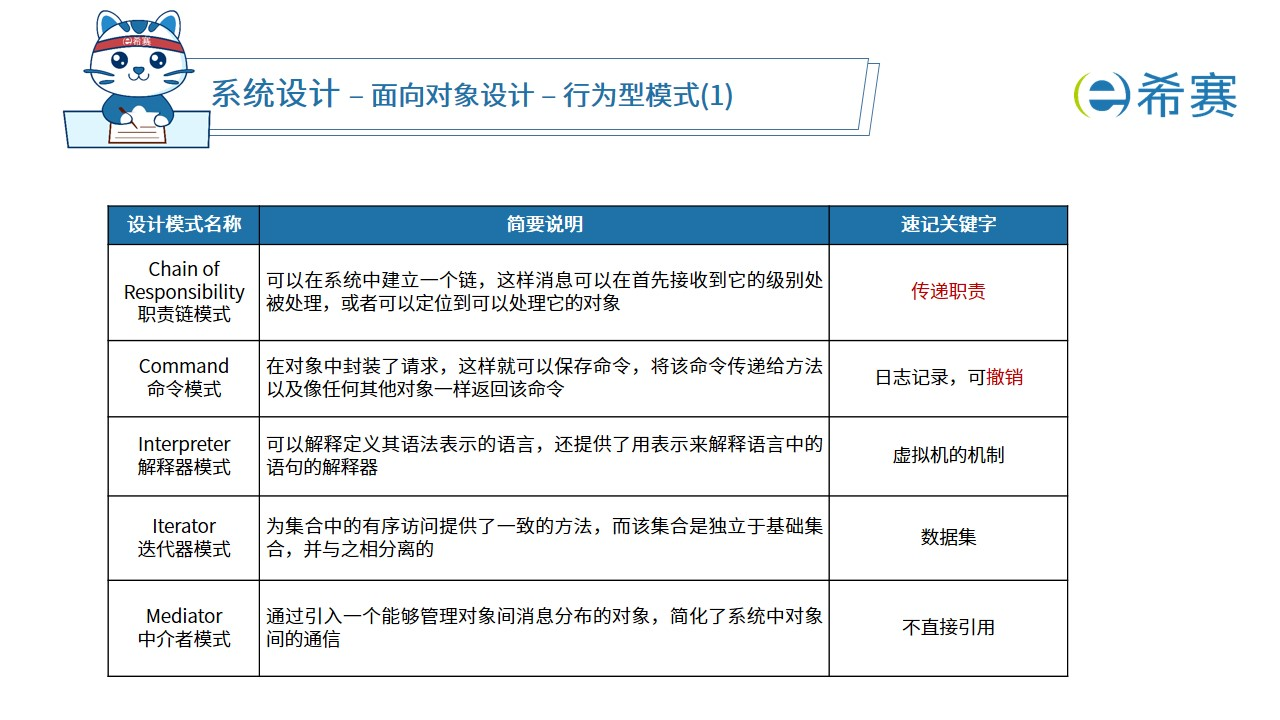 希赛
系统设计 – 面向对象设计 – 行为型模式(1)
希赛
设计模式名称
简要说明
速记关键字
Chain of
Responsibility
职责链模式
可以在系统中建立一个链，这样消息可以在首先接收到它的级别处
被处理，或者可以定位到可以处理它的对象
传递职责
Command
命令模式
在对象中封装了请求，这样就可以保存命令，将该命令传递给方法
以及像任何其他对象一样返回该命令
日志记录，可撤销
Interpreter
解释器模式
可以解释定义其语法表示的语言，还提供了用表示来解释语言中的
语句的解释器
虚拟机的机制
Iterator
迭代器模式
为集合中的有序访问提供了一致的方法，而该集合是独立于基础集
合，并与之相分离的
数据集
Mediator
中介者模式
通过引入一个能够管理对象间消息分布的对象，简化了系统中对象
间的通信
不直接引用